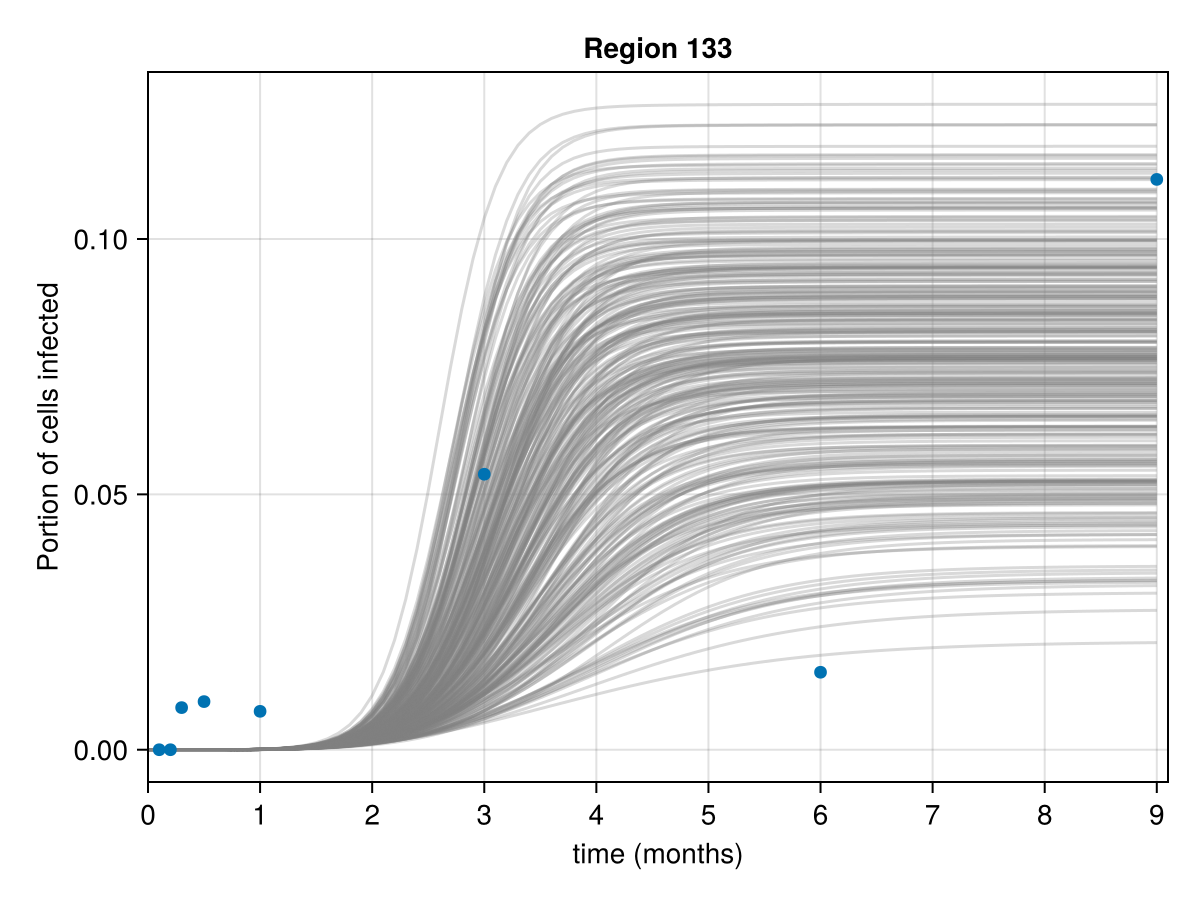 Region 133
Portion of cells infected
0.10
0.05
0.00
0 1 2 3 4 5 6 7 8 9
time (months)